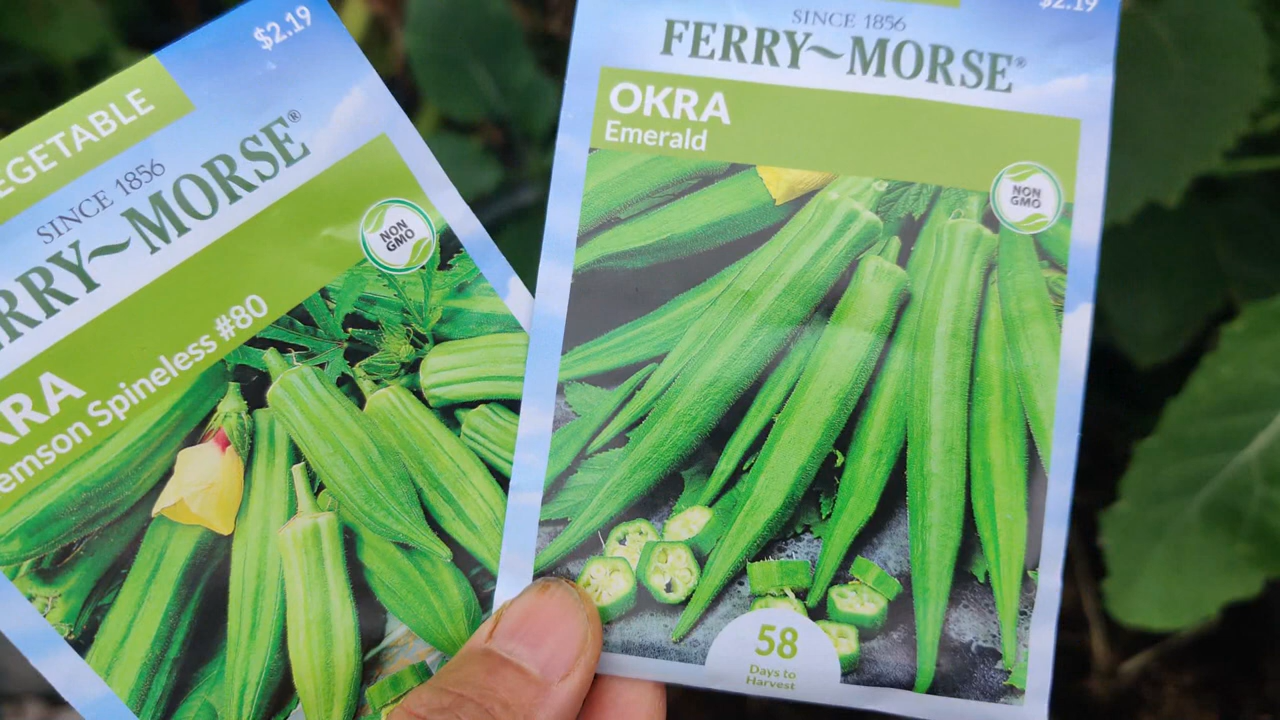 $2.19
EGETABLE
SINCE 1856
RRY~MORSE®
NON
GMO
KRA
emson Spineless #80
$2.19
SINCE 1856
FERRY~MORSE®
OKRA
Emerald
NON
GMO
58
Days to
Harvest